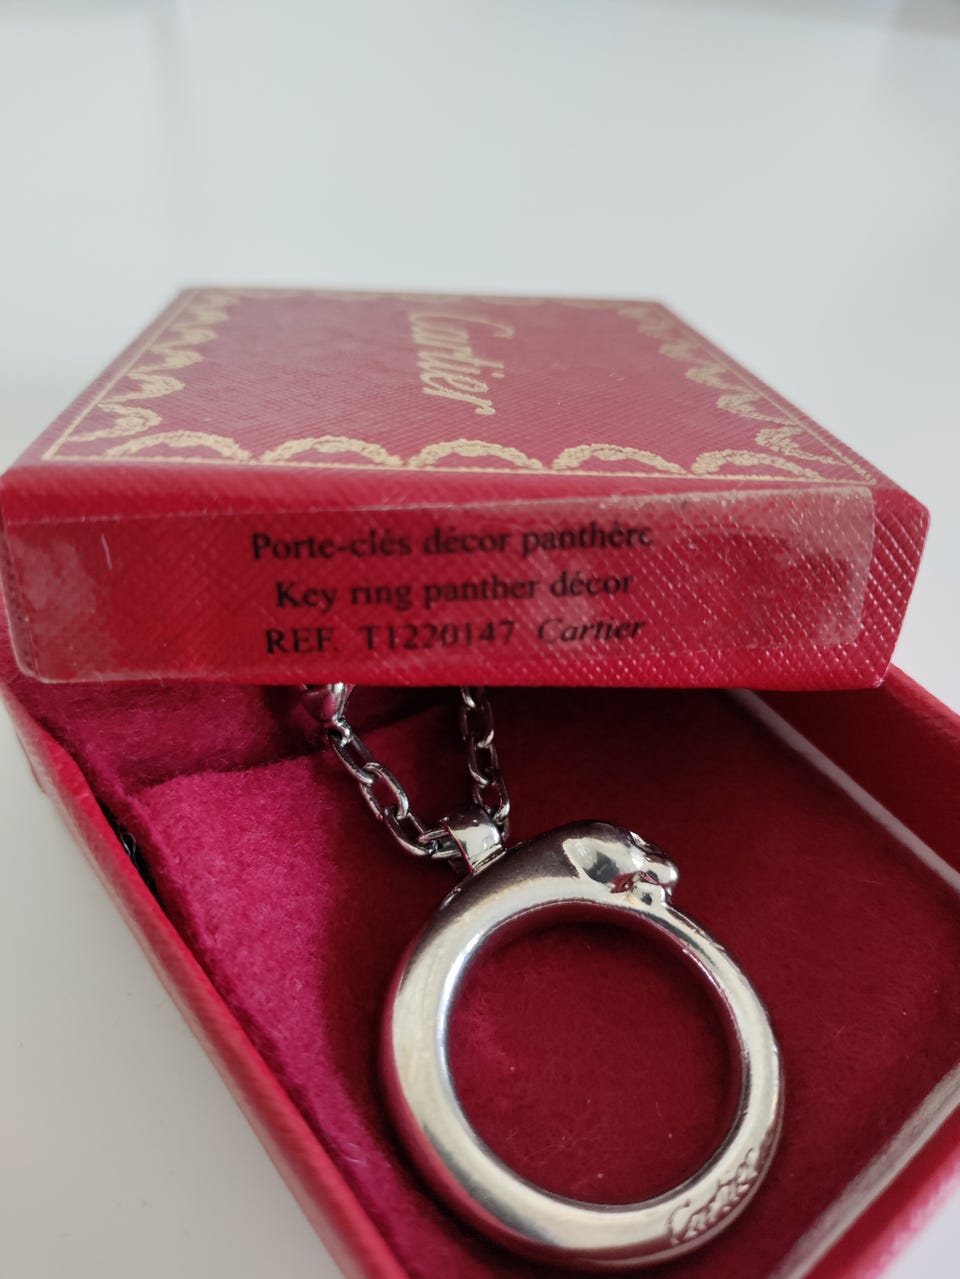 Cartier
Porte-clés décor panthère
Key ring panther décor
REF. T1220147 Cartier
Cartier